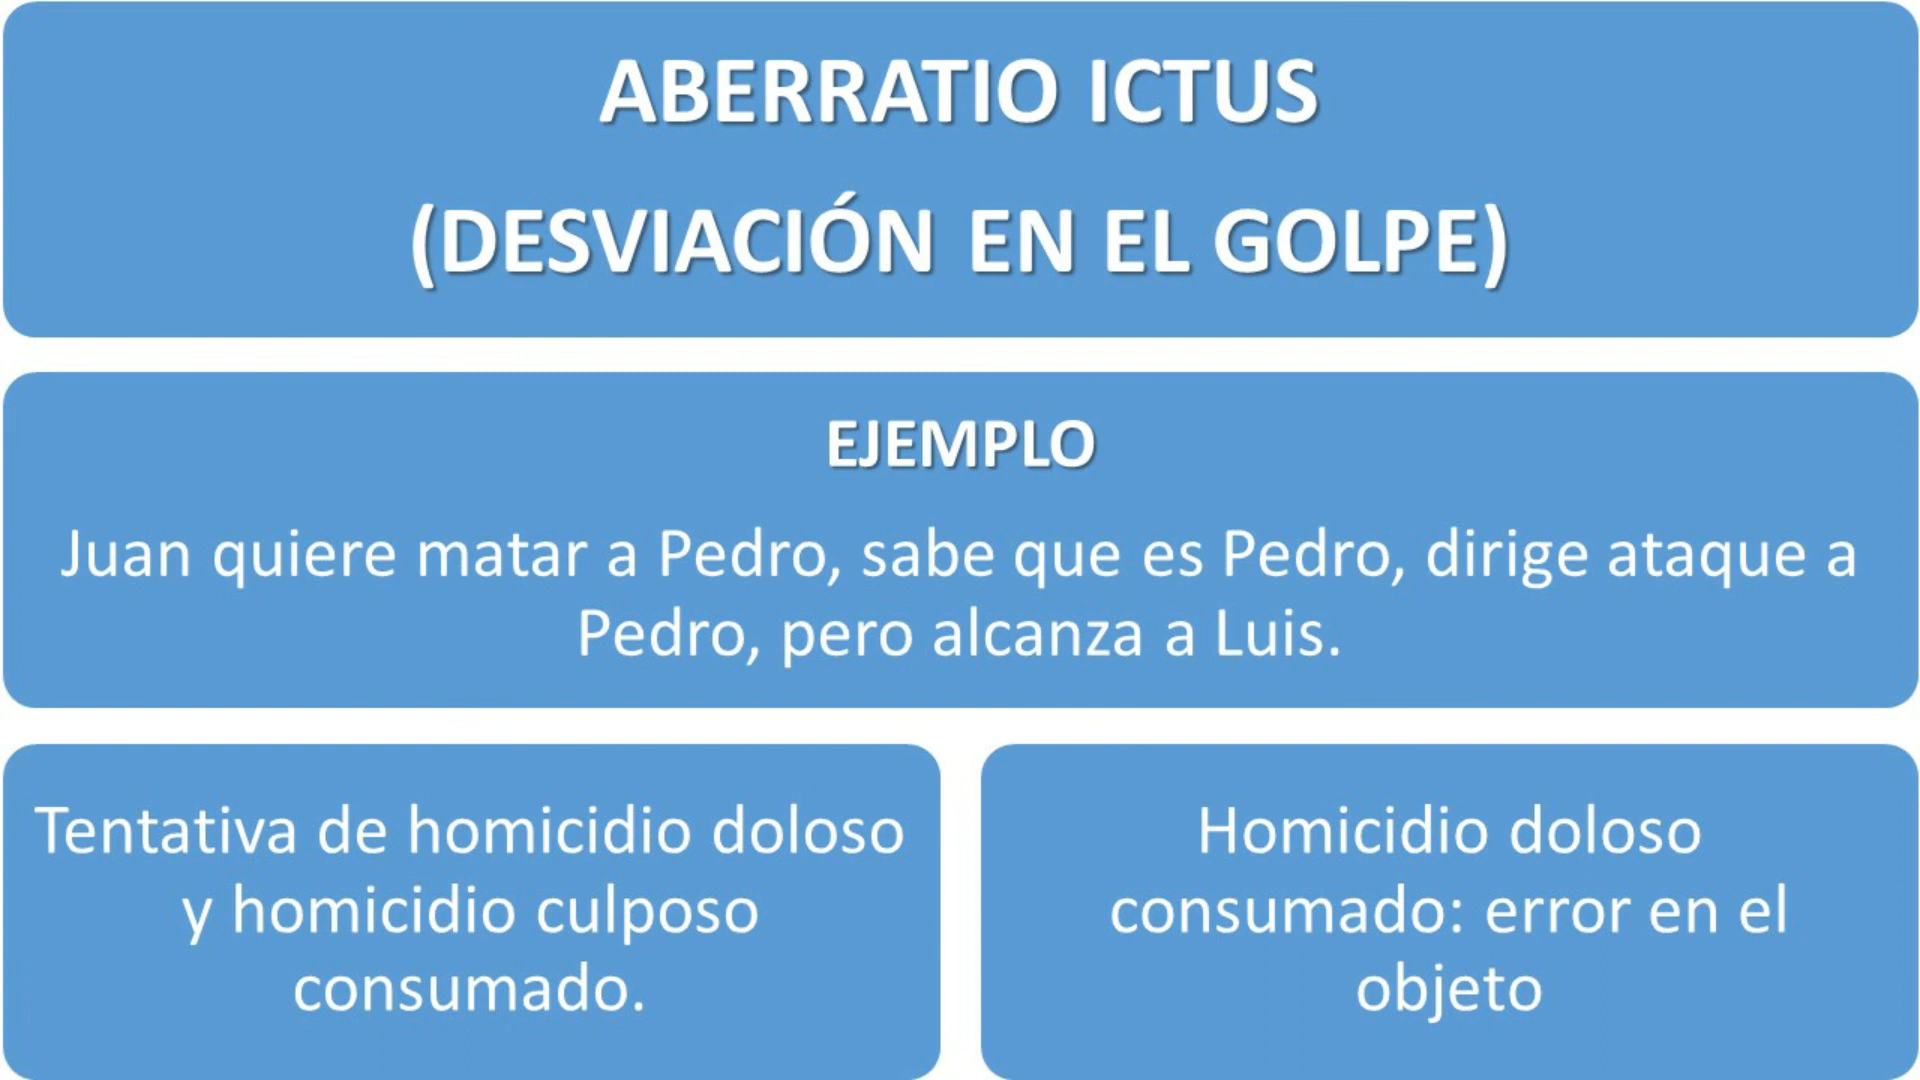 ABERRATIO ICTUS
(DESVIACIÓN EN EL GOLPE)
EJEMPLO
Juan quiere matar a Pedro, sabe que es Pedro, dirige ataque a
Pedro, pero alcanza a Luis.
Tentativa de homicidio doloso
y homicidio culposo
consumado.
Homicidio doloso
consumado: error en el
objeto